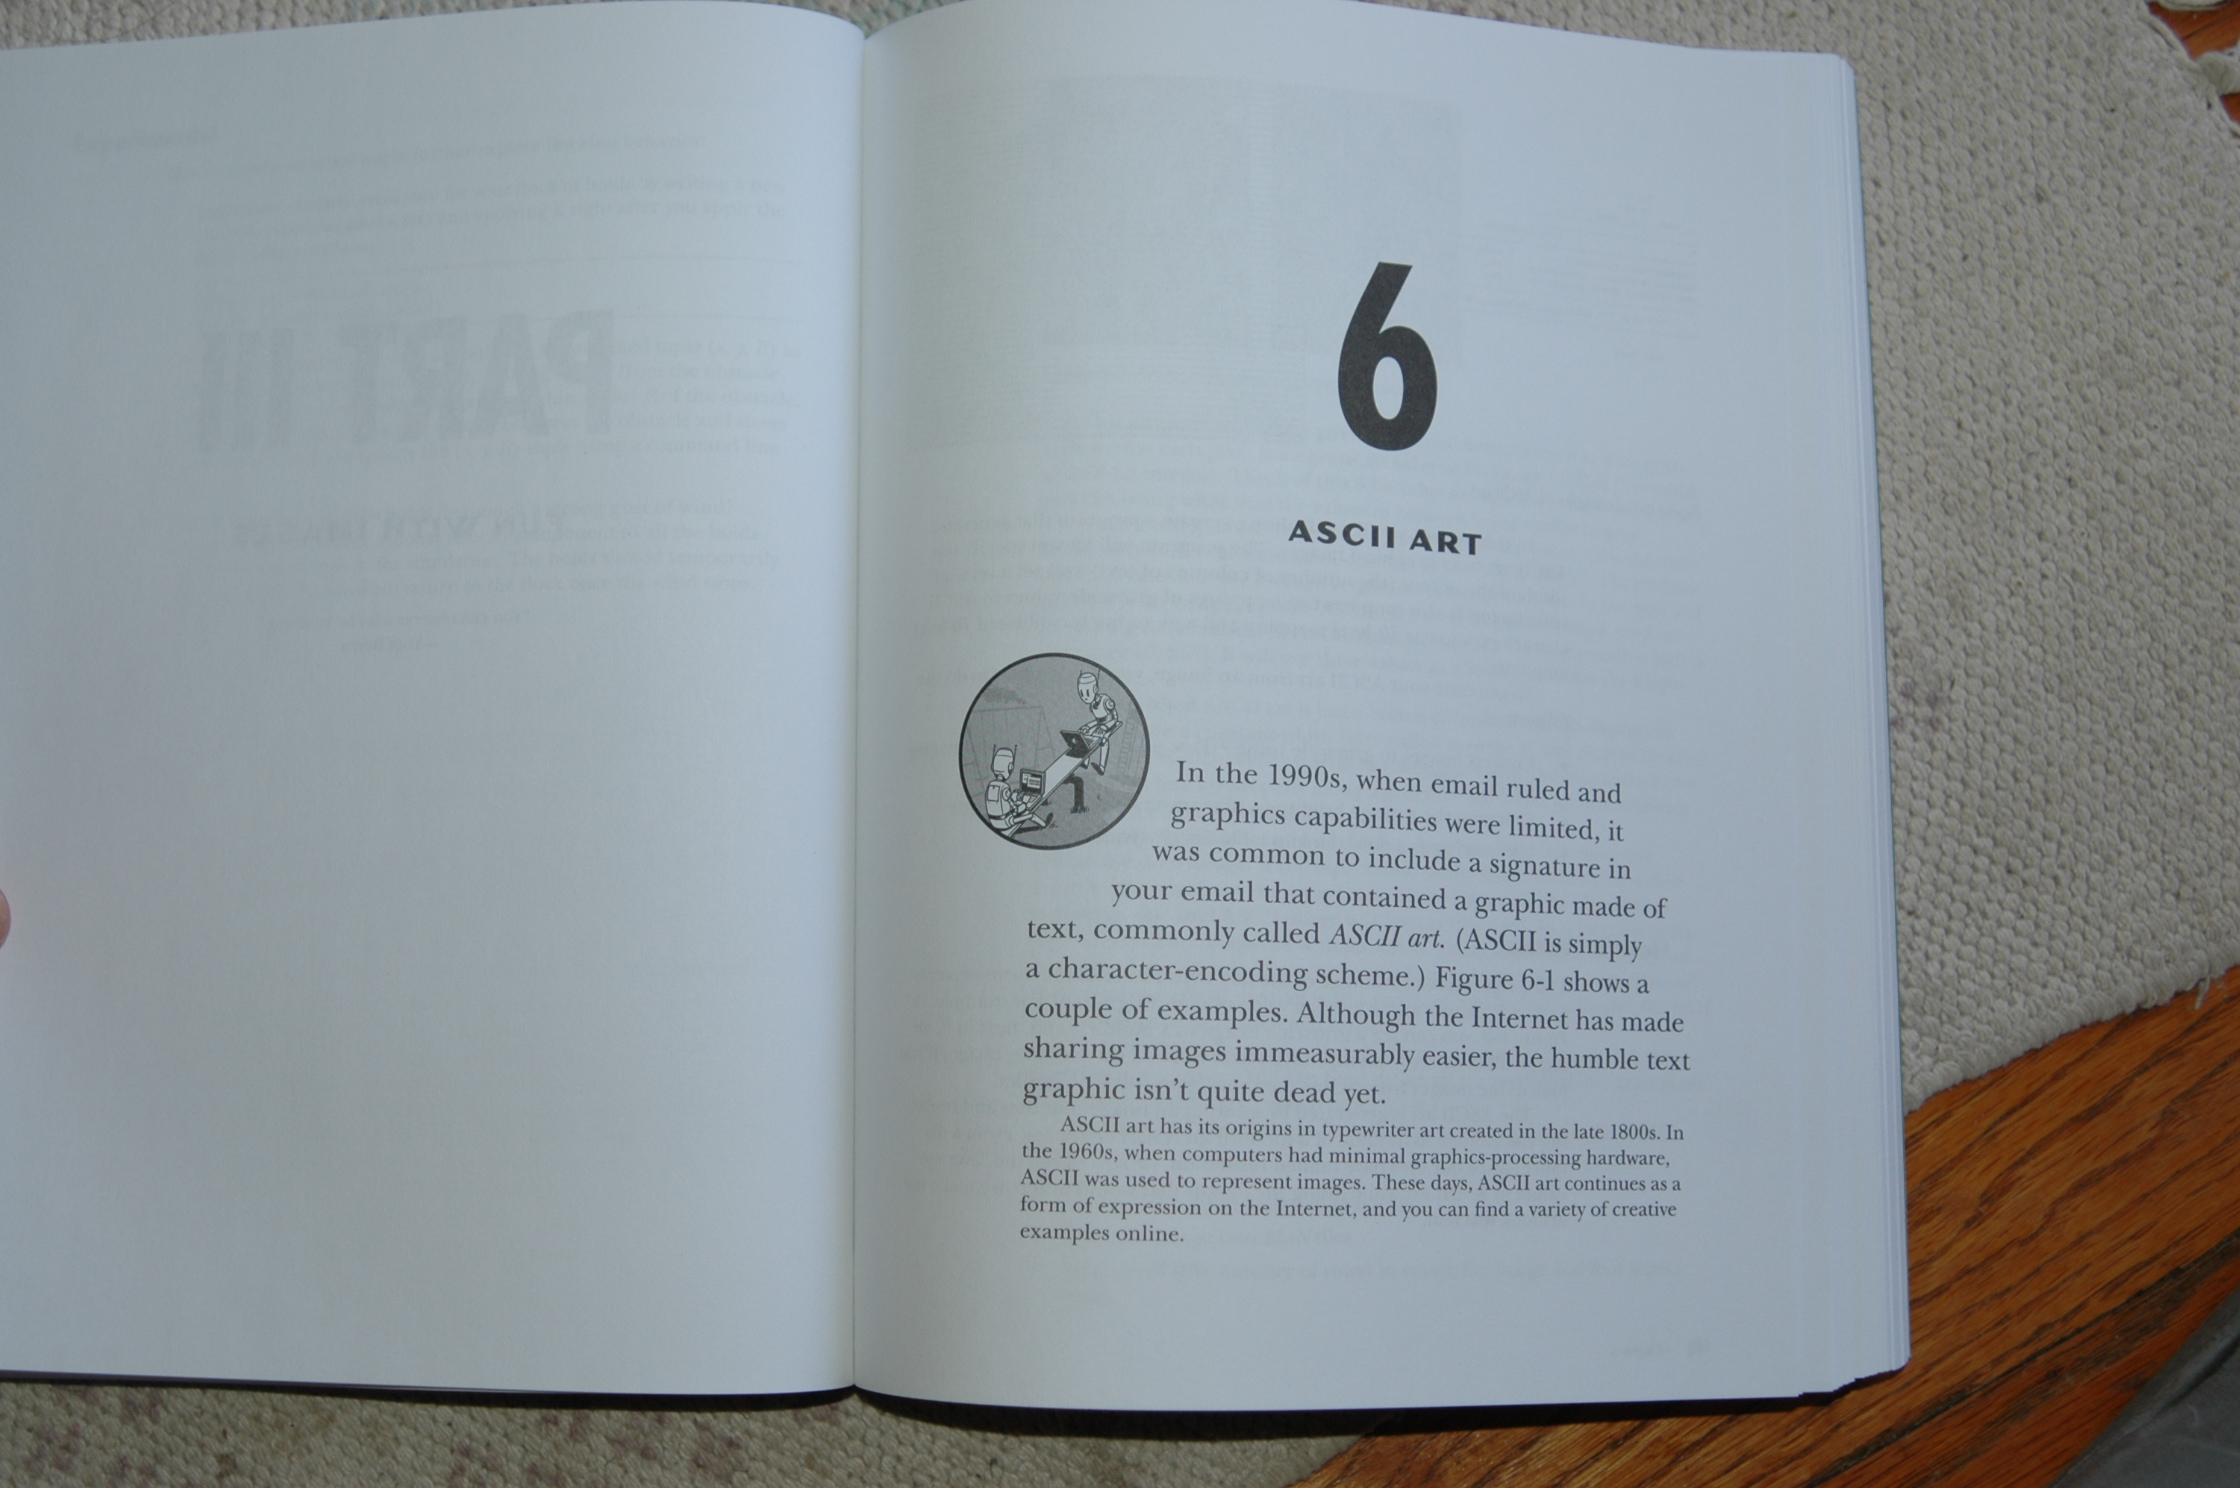 6
ASCII ART
In the 1990s, when email ruled and
graphics capabilities were limited, it
was common to include a signature in
your email that contained a graphic made of
text, commonly called ASCII art. (ASCII is simply
a character-encoding scheme.) Figure 6-1 shows a
couple of examples. Although the Internet has made
sharing images immeasurably easier, the humble text
graphic isn't quite dead yet.
ASCII art has its origins in typewriter art created in the late 1800s. In
the 1960s, when computers had minimal graphics-processing hardware,
ASCII was used to represent images. These days, ASCII art continues as a
form of expression on the Internet, and you can find a variety of creative
examples online.